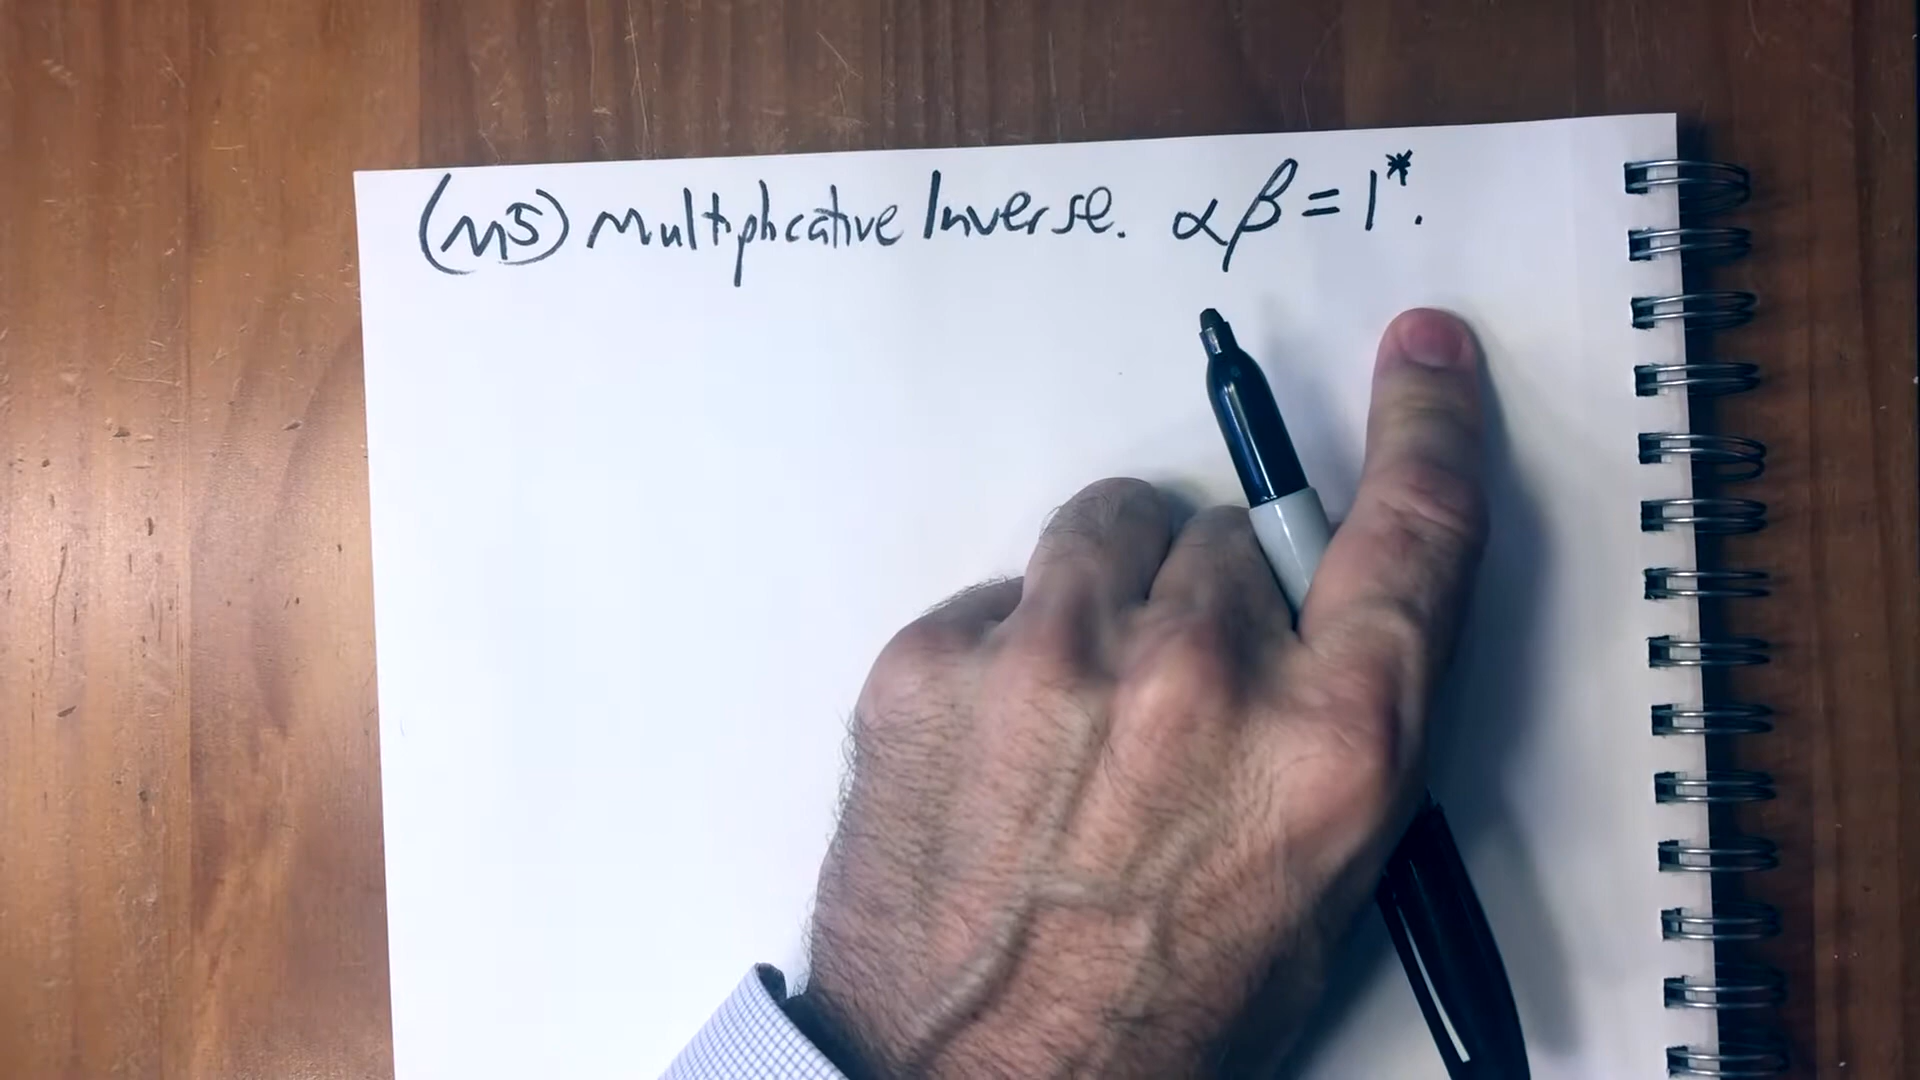 (M5) Multiplicative Inverse. αβ = 1*.